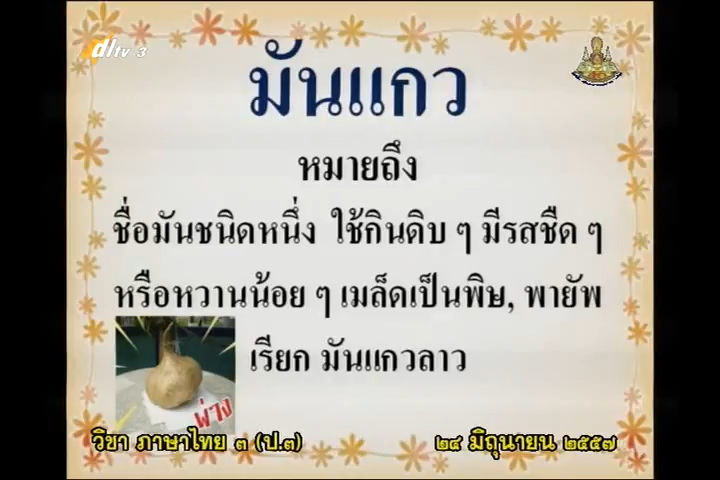 dltv 3
มันแกว
หมายถึง
ชื่อมันชนิดหนึ่ง ใช้กินดิบ ๆ มีรสชืด ๆ
หรือหวานน้อย ๆ เมล็ดเป็นพิษ, พายัพ
เรียก มันแกวลาว
พ่าง
วิชา ภาษาไทย ๓ (ป.๓)
๒๔ มิถุนายน ๒๕๕๗